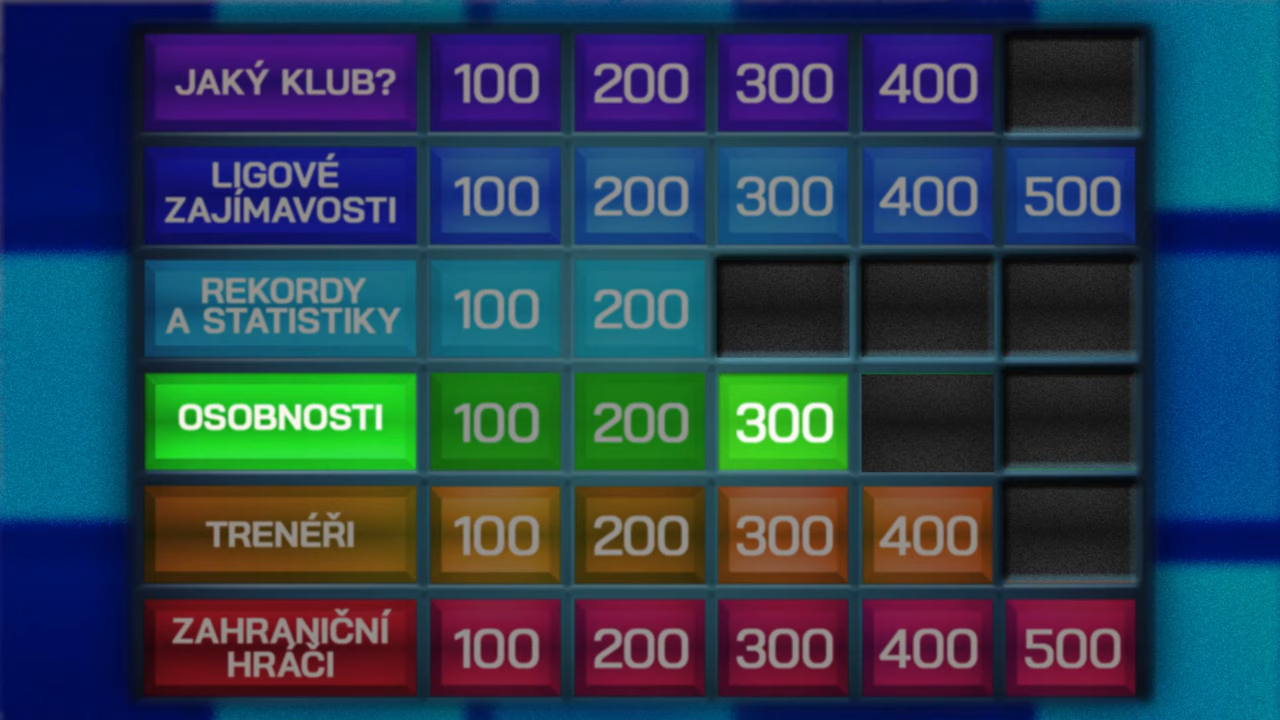 JAKÝ KLUB? 100 200 300 400
LIGOVÉ
ZAJÍMAVOSTI 100 200 300 400 500
REKORDY
A STATISTIKY 100 200
OSOBNOSTI 100 200 300
TRENÉŘI 100 200 300 400
ZAHRANIČNÍ
HRÁČI 100 200 300 400 500